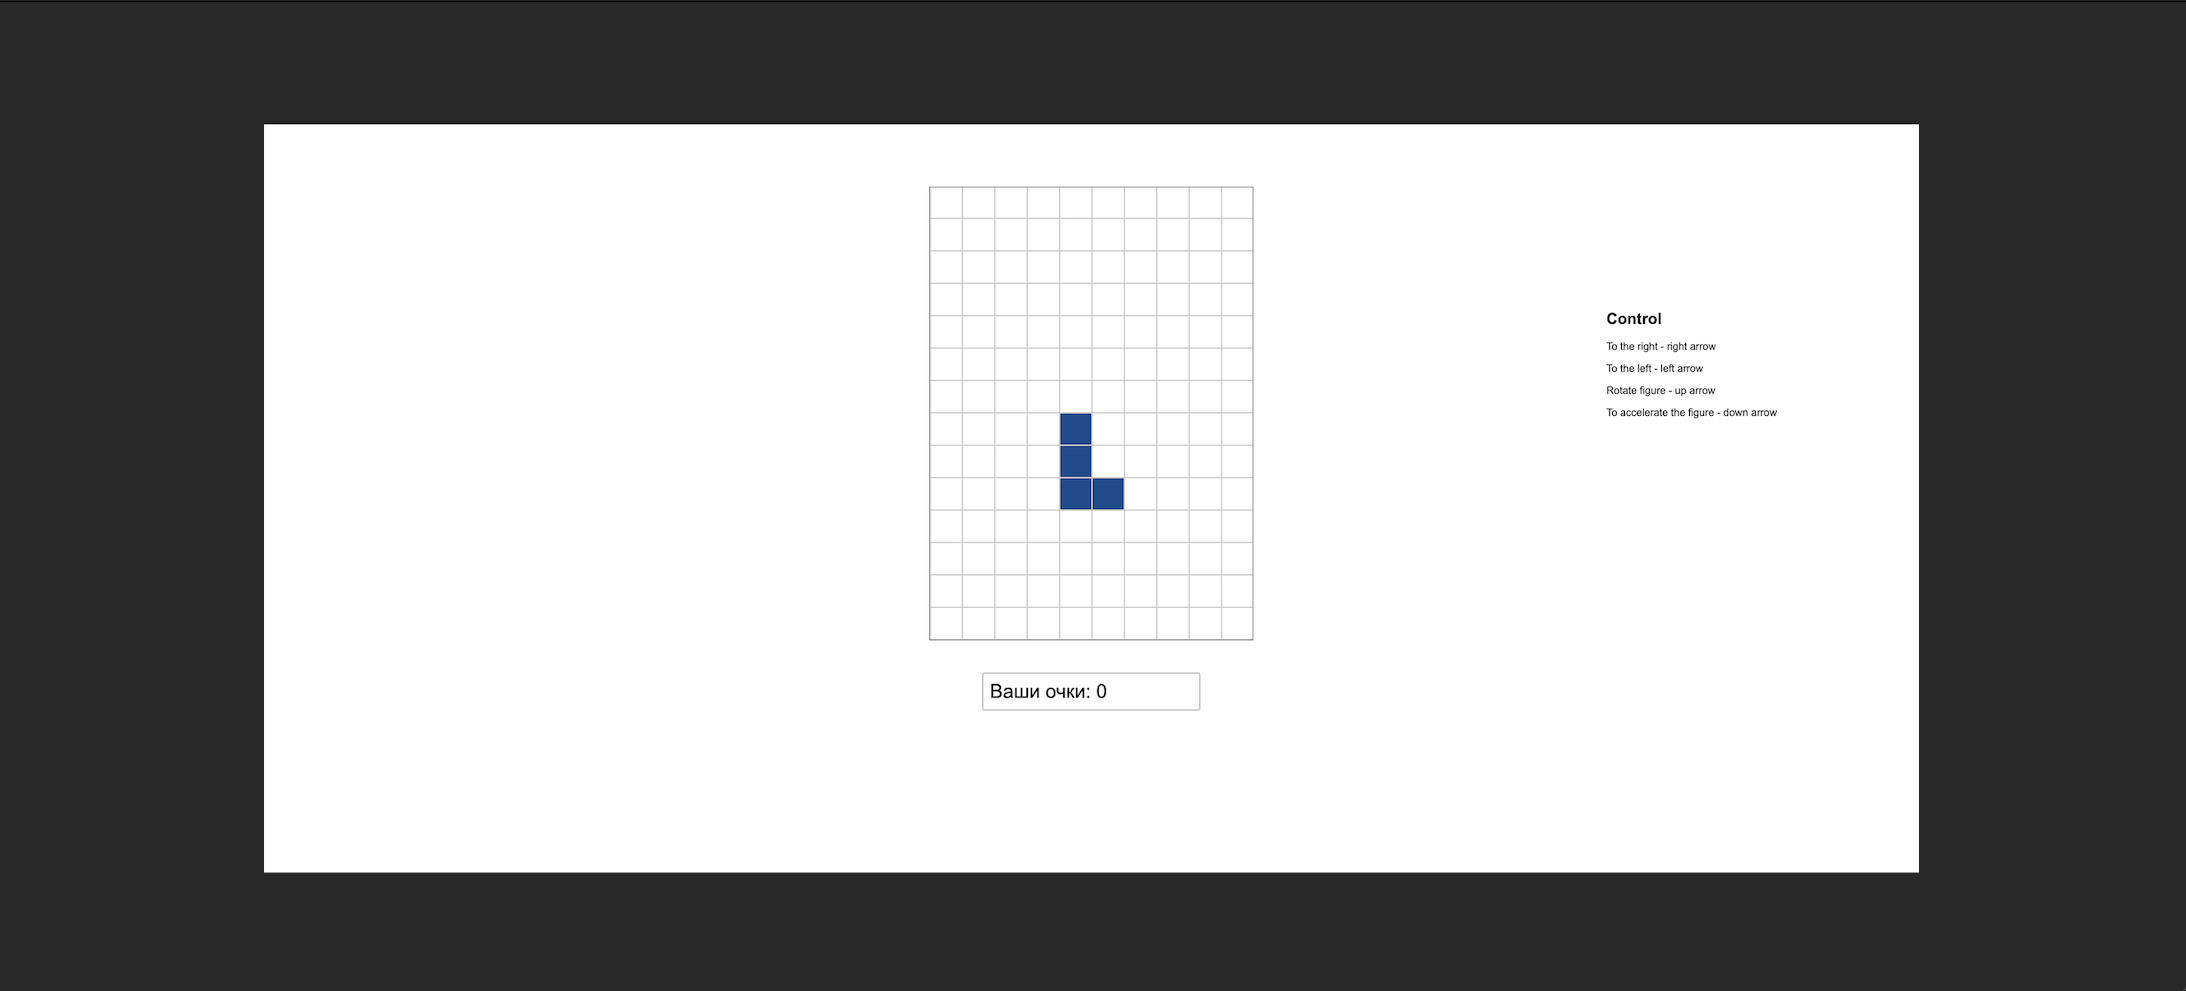 Control
To the right - right arrow
To the left - left arrow
Rotate figure - up arrow
To accelerate the figure - down arrow
Ваши очки: 0